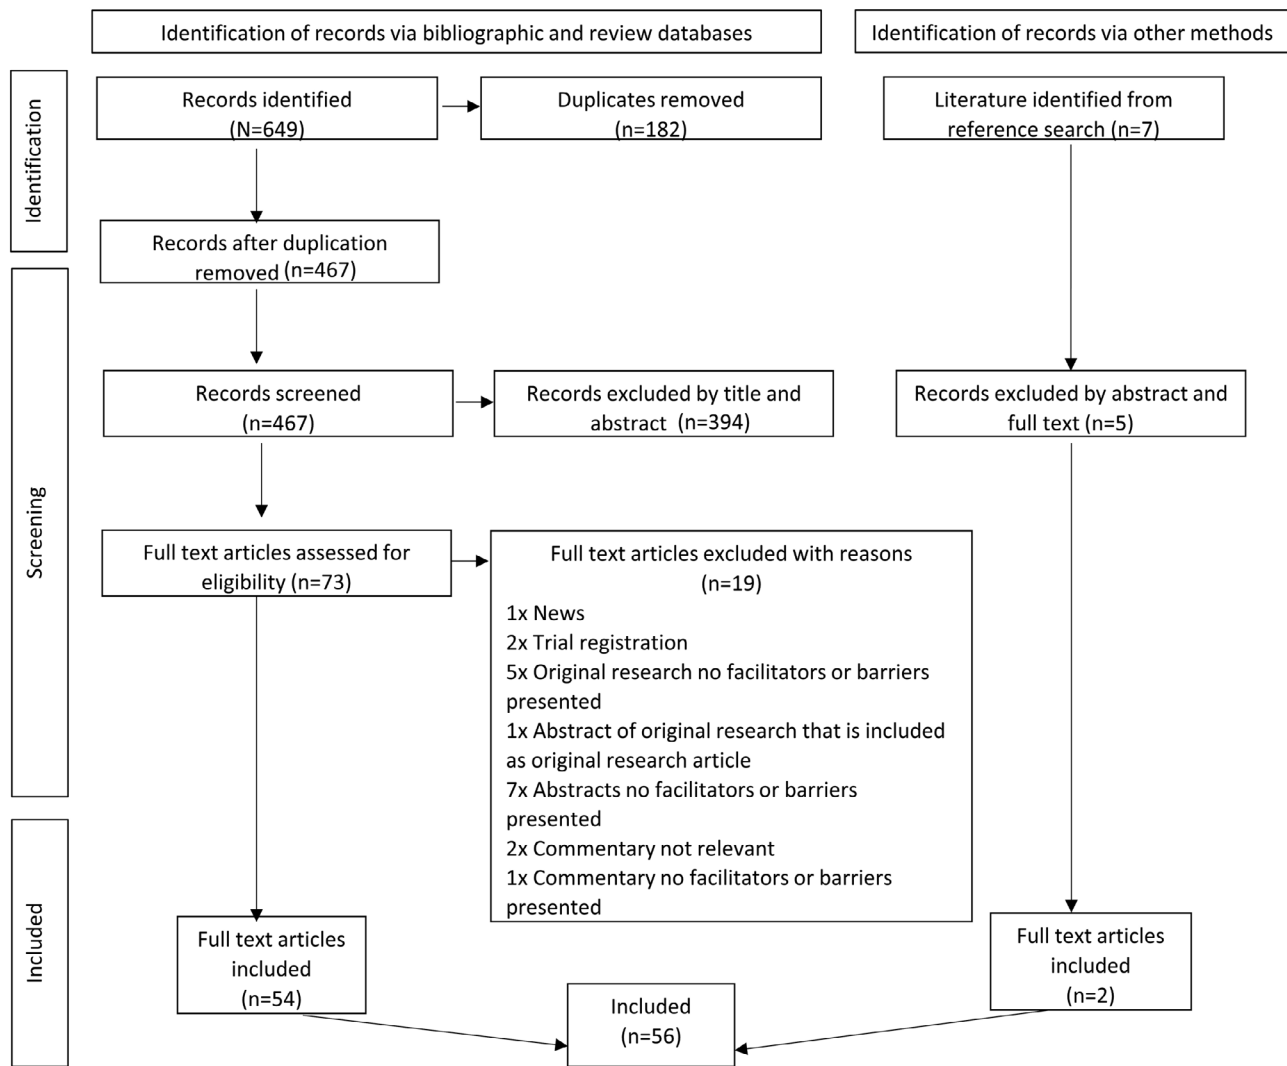 Identification of records via bibliographic and review databases
Identification of records via other methods
Identification
Records identified
(N=649)
Duplicates removed
(n=182)
Literature identified from
reference search (n=7)
Records after duplication
removed (n=467)
Screening
Records screened
(n=467)
Records excluded by title and
abstract (n=394)
Records excluded by abstract and
full text (n=5)
Full text articles assessed for
eligibility (n=73)
Full text articles excluded with reasons
(n=19)
1x News
2x Trial registration
5x Original research no facilitators or barriers
presented
1x Abstract of original research that is included
as original research article
7x Abstracts no facilitators or barriers
presented
2x Commentary not relevant
1x Commentary no facilitators or barriers
presented
Included
Full text articles
included
(n=54)
Full text articles
included
(n=2)
Included
(n=56)